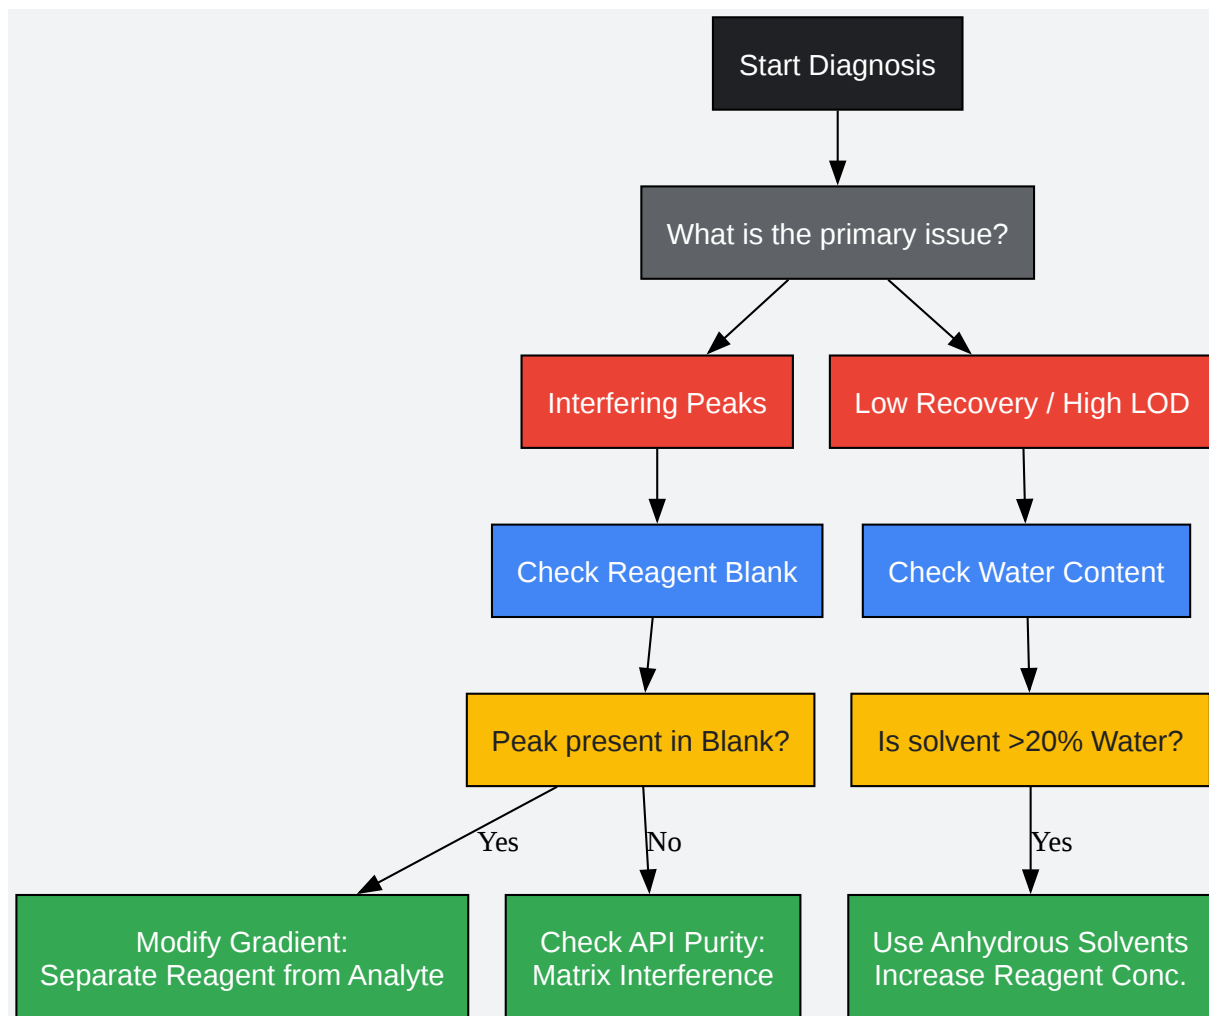 Start Diagnosis
What is the primary issue?
Interfering Peaks
Low Recovery / High LOD
Check Reagent Blank
Check Water Content
Peak present in Blank?
Is solvent >20% Water?
Yes
No
Yes
Modify Gradient:
Separate Reagent from Analyte
Check API Purity:
Matrix Interference
Use Anhydrous Solvents
Increase Reagent Conc.